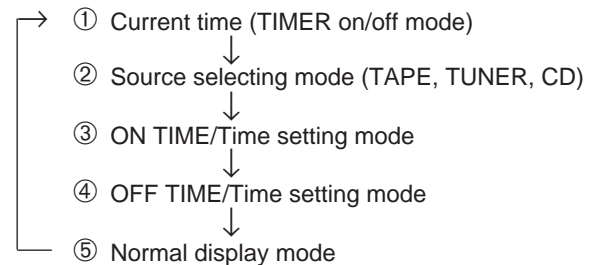 ① Current time (TIMER on/off mode)
② Source selecting mode (TAPE, TUNER, CD)
③ ON TIME/Time setting mode
④ OFF TIME/Time setting mode
⑤ Normal display mode